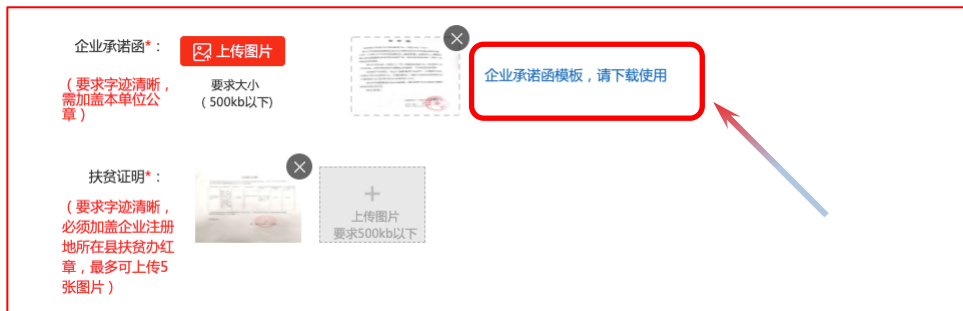 企业承诺函*：
上传图片
企业承诺函模板，请下载使用
（要求字迹清晰，
需加盖本单位公
章）
要求大小
（500kb以下）
扶贫证明*：
（要求字迹清晰，
必须加盖企业注册
地所在县扶贫办红
章，最多可上传5
张图片）
上传图片
要求500kb以下